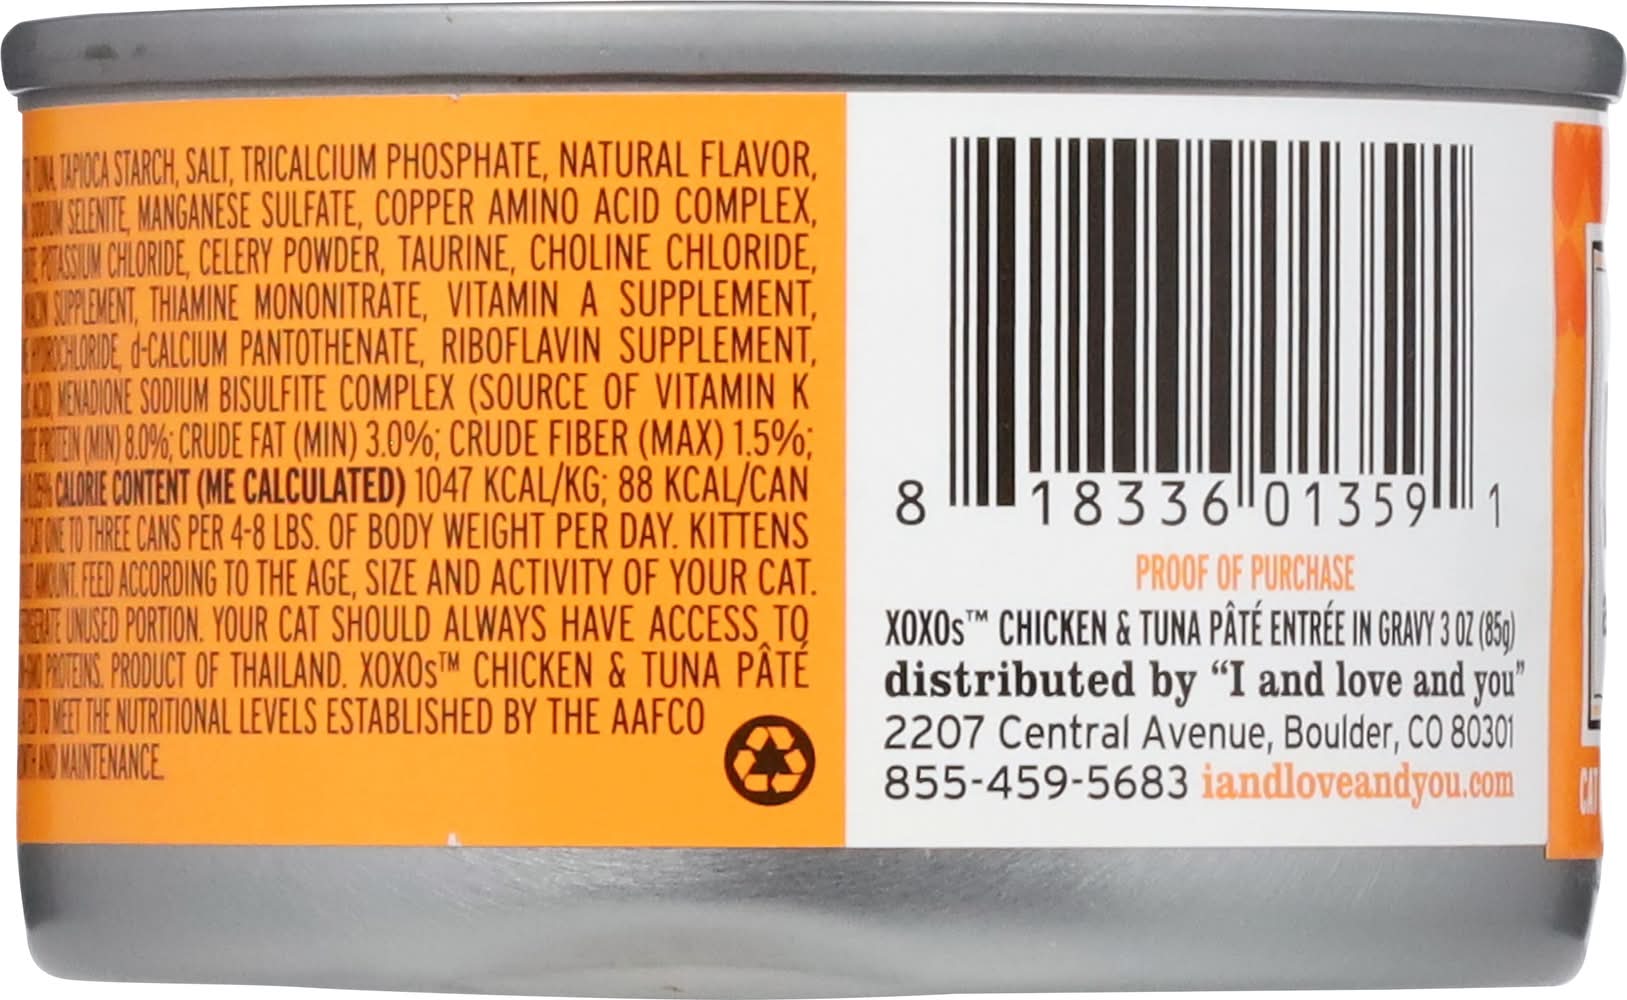 TUNA, TAPIOCA STARCH, SALT, TRICALCIUM PHOSPHATE, NATURAL FLAVOR,
SODIUM SELENITE, MANGANESE SULFATE, COPPER AMINO ACID COMPLEX,
POTASSIUM CHLORIDE, CELERY POWDER, TAURINE, CHOLINE CHLORIDE,
SUPPLEMENT, THIAMINE MONONITRATE, VITAMIN A SUPPLEMENT,
d-CALCIUM PANTOTHENATE, RIBOFLAVIN SUPPLEMENT,
ACID, MENADIONE SODIUM BISULFITE COMPLEX (SOURCE OF VITAMIN K
PROTEIN (MIN) 8.0%; CRUDE FAT (MIN) 3.0%; CRUDE FIBER (MAX) 1.5%;
CALORIE CONTENT (ME CALCULATED) 1047 KCAL/KG; 88 KCAL/CAN
CAT ONE TO THREE CANS PER 4-8 LBS. OF BODY WEIGHT PER DAY. KITTENS
AMOUNT. FEED ACCORDING TO THE AGE, SIZE AND ACTIVITY OF YOUR CAT.
UNUSED PORTION. YOUR CAT SHOULD ALWAYS HAVE ACCESS TO
PROTEINS. PRODUCT OF THAILAND. XOXOs™ CHICKEN & TUNA PÂTÉ
TO MEET THE NUTRITIONAL LEVELS ESTABLISHED BY THE AAFCO
AND MAINTENANCE.
8 18336 01359 1
PROOF OF PURCHASE
XOXOs™ CHICKEN & TUNA PÂTÉ ENTRÉE IN GRAVY 3 OZ (85g)
distributed by “I and love and you”
2207 Central Avenue, Boulder, CO 80301
855-459-5683 iandloveandyou.com
CAT